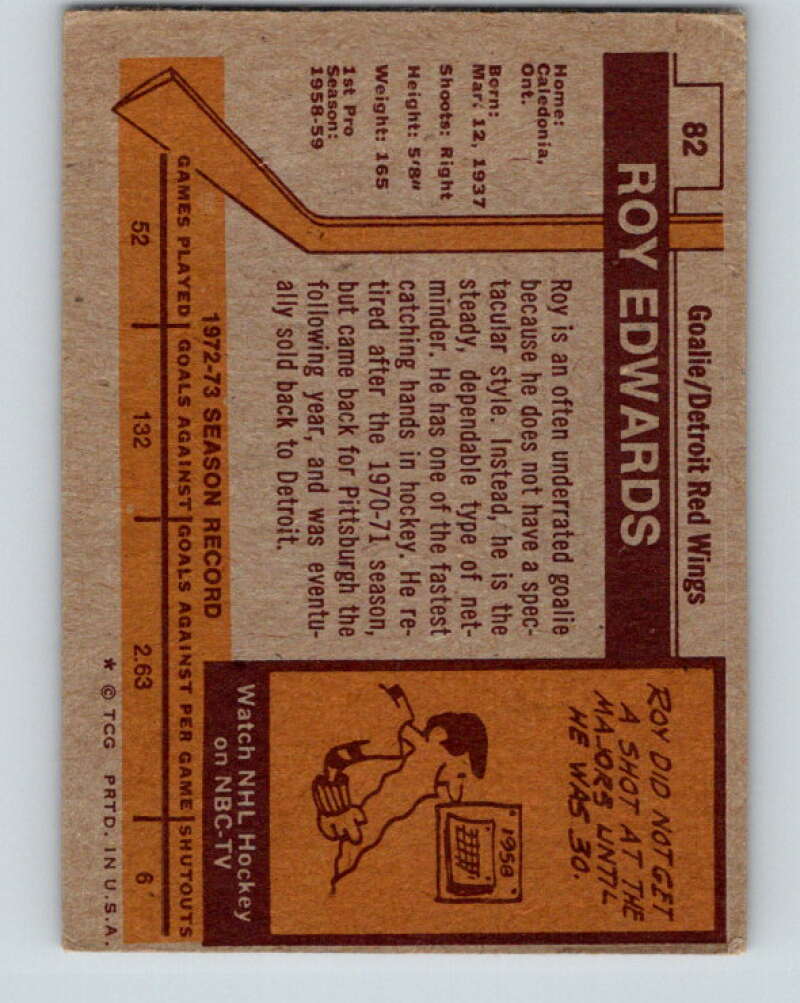 82
Goalie/Detroit Red Wings
ROY EDWARDS
Home:
Caledonia,
Ont.
Born:
Mar. 12, 1937
Shoots: Right
Height: 5'8"
Weight: 165
1st Pro
Season:
1958-59
Roy is an often underrated goalie
because he does not have a spec-
tacular style. Instead, he is the
steady, dependable type of net-
minder. He has one of the fastest
catching hands in hockey. He re-
tired after the 1970-71 season,
but came back for Pittsburgh the
following year, and was eventu-
ally sold back to Detroit.
ROY DID NOT GET
A SHOT AT THE
MAJORS UNTIL
HE WAS 30.
1958
Watch NHL Hockey
on NBC-TV
1972-73 SEASON RECORD
GAMES PLAYED GOALS AGAINST GOALS AGAINST PER GAME SHUTOUTS
52 132 2.63 6
* © TCG PRTD. IN U.S.A.